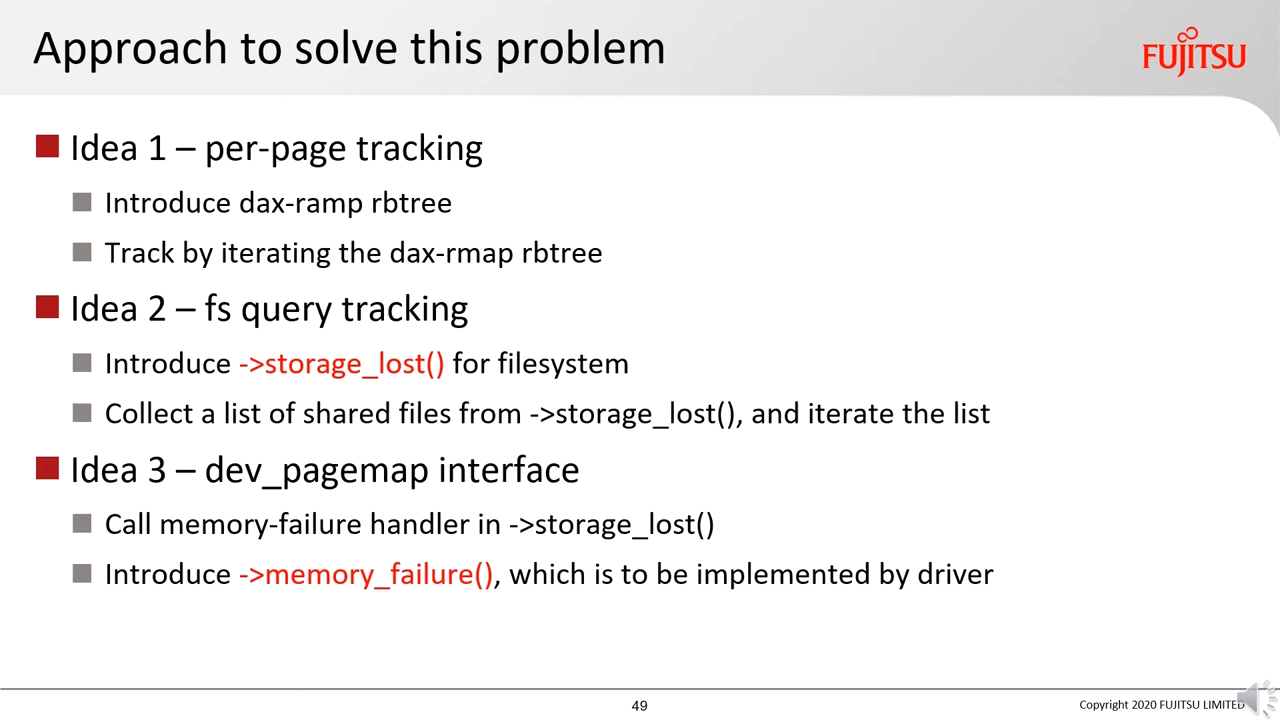 Approach to solve this problem
FUJITSU
Idea 1 – per-page tracking
Introduce dax-ramp rbtree
Track by iterating the dax-rmap rbtree
Idea 2 – fs query tracking
Introduce ->storage_lost() for filesystem
Collect a list of shared files from ->storage_lost(), and iterate the list
Idea 3 – dev_pagemap interface
Call memory-failure handler in ->storage_lost()
Introduce ->memory_failure(), which is to be implemented by driver
49
Copyright 2020 FUJITSU LIMITED